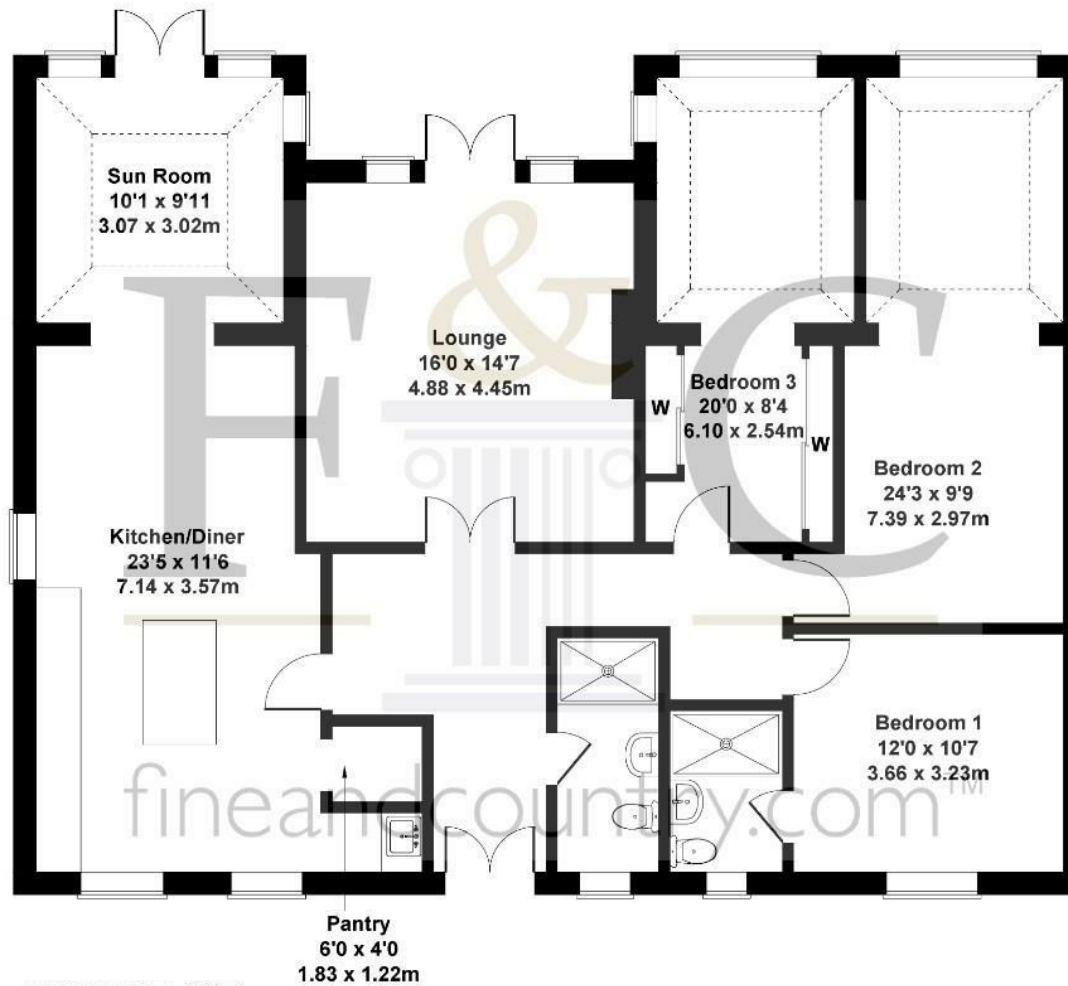 Sun Room
10'1 x 9'11
3.07 x 3.02m
F & C
Lounge
16'0 x 14'7
4.88 x 4.45m
W
Bedroom 3
20'0 x 8'4
6.10 x 2.54m
W
Bedroom 2
24'3 x 9'9
7.39 x 2.97m
Kitchen/Diner
23'5 x 11'6
7.14 x 3.57m
Bedroom 1
12'0 x 10'7
3.66 x 3.23m
fineandcountry.com™
Pantry
6'0 x 4'0
1.83 x 1.22m